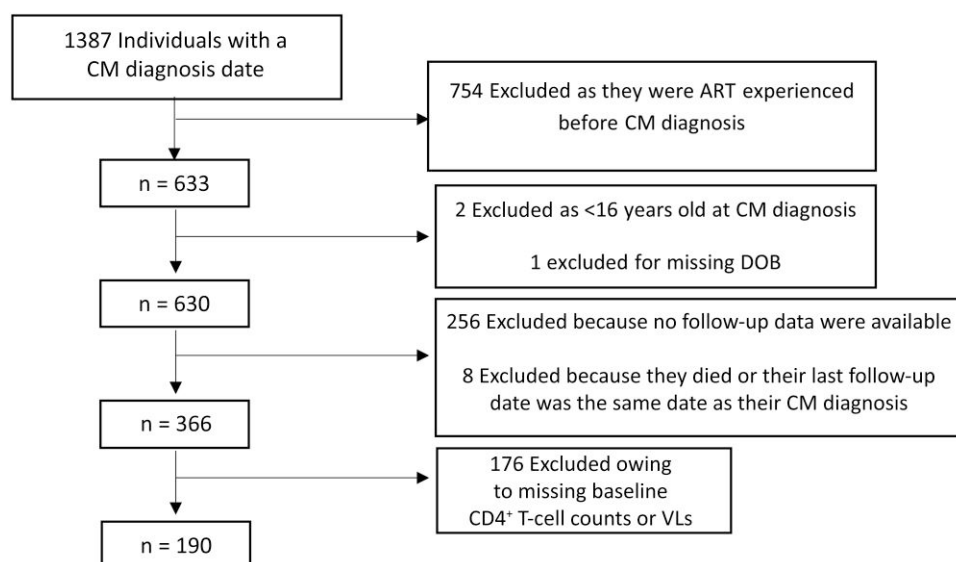 1387 Individuals with a
CM diagnosis date
754 Excluded as they were ART experienced
before CM diagnosis
n = 633
2 Excluded as <16 years old at CM diagnosis
1 excluded for missing DOB
n = 630
256 Excluded because no follow-up data were available
8 Excluded because they died or their last follow-up
date was the same date as their CM diagnosis
n = 366
176 Excluded owing
to missing baseline
CD4⁺ T-cell counts or VLs
n = 190